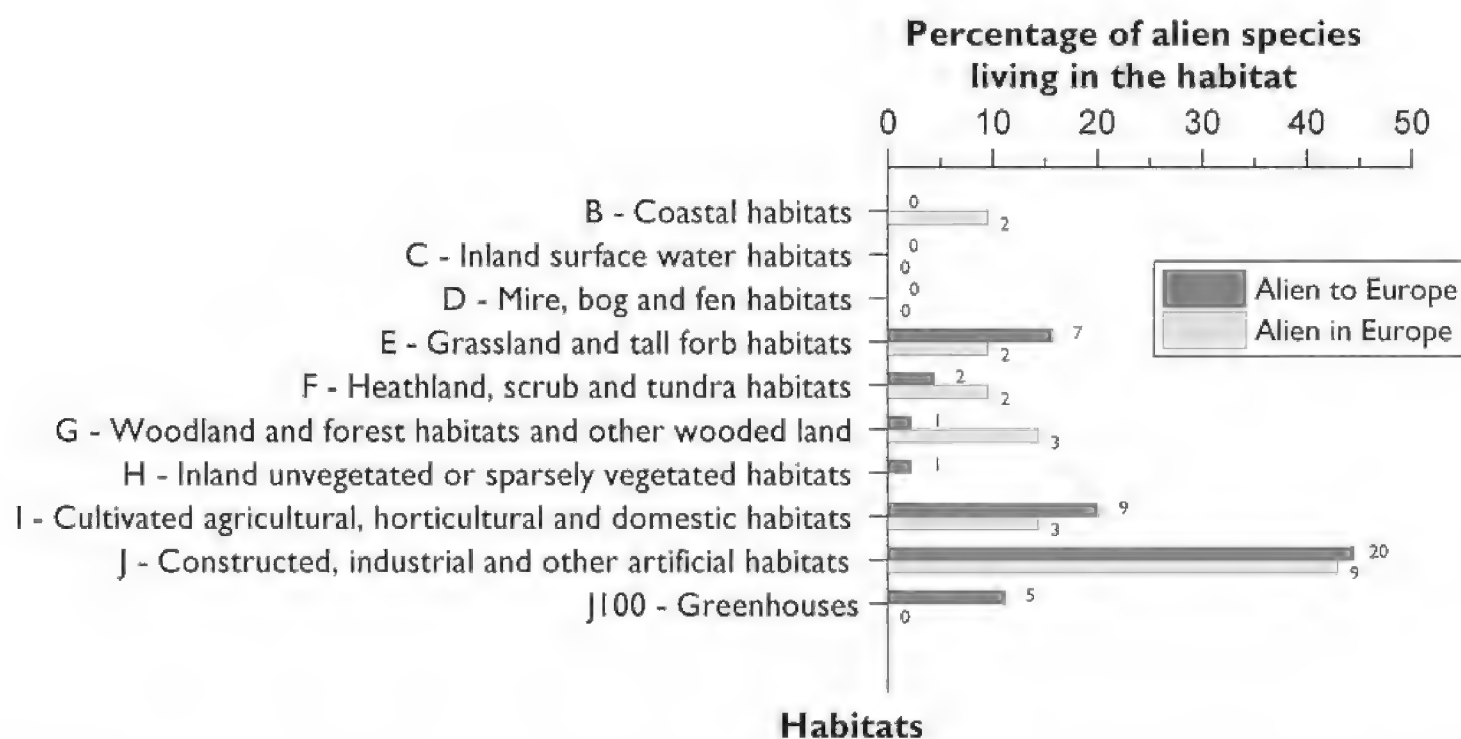 Percentage of alien species
living in the habitat
0 10 20 30 40 50
B - Coastal habitats 0
2
C - Inland surface water habitats 0
0
D - Mire, bog and fen habitats 0
0
E - Grassland and tall forb habitats 7
2
F - Heathland, scrub and tundra habitats 2
2
G - Woodland and forest habitats and other wooded land 1
3
H - Inland unvegetated or sparsely vegetated habitats 1
I - Cultivated agricultural, horticultural and domestic habitats 9
3
J - Constructed, industrial and other artificial habitats 20
9
J100 - Greenhouses 5
0
Alien to Europe
Alien in Europe
Habitats